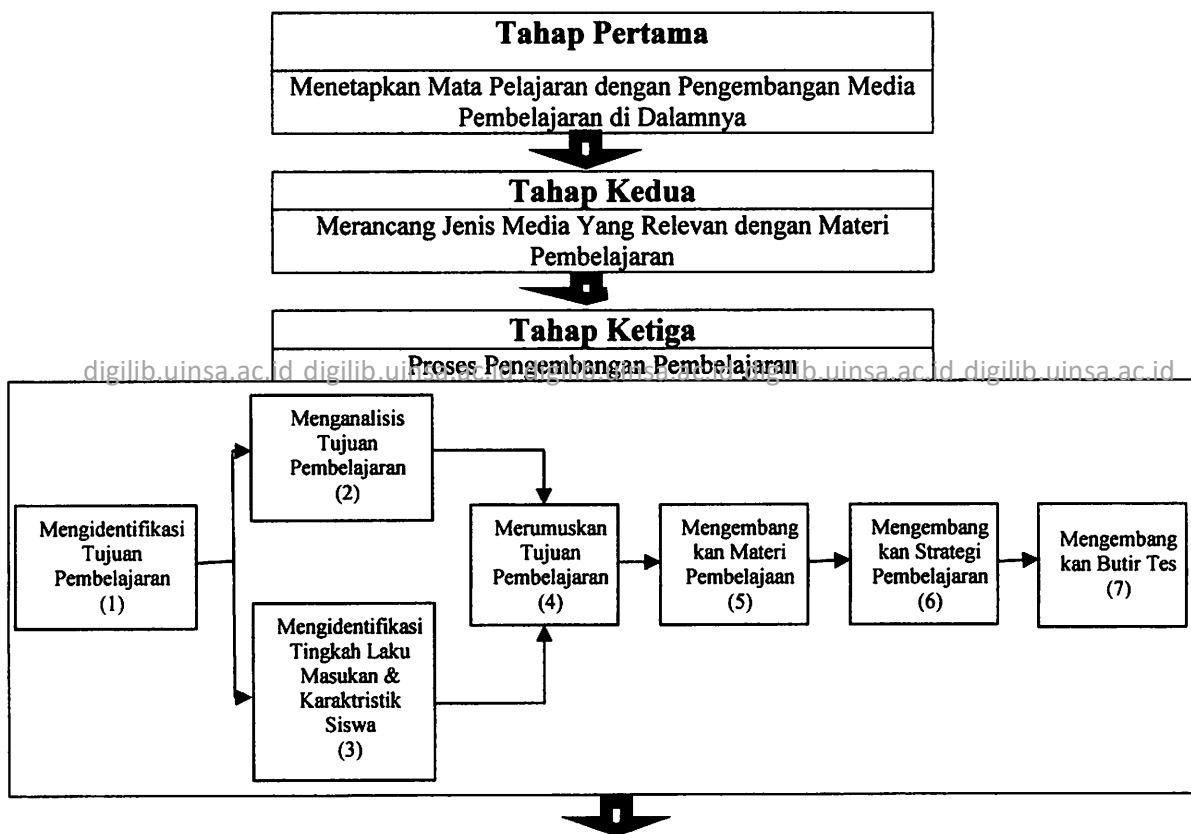 Tahap Pertama
Menetapkan Mata Pelajaran dengan Pengembangan Media
Pembelajaran di Dalamnya
Tahap Kedua
Merancang Jenis Media Yang Relevan dengan Materi
Pembelajaran
Tahap Ketiga
Proses Pengembangan Pembelajaran
digilib.uinsa.ac.id digilib.uinsa.ac.id digilib.uinsa.ac.id digilib.uinsa.ac.id digilib.uinsa.ac.id
Mengidentifikasi
Tujuan
Pembelajaran
(1)
Menganalisis
Tujuan
Pembelajaran
(2)
Mengidentifikasi
Tingkah Laku
Masukan &
Karaktristik
Siswa
(3)
Merumuskan
Tujuan
Pembelajaran
(4)
Mengembang
kan Materi
Pembelajaan
(5)
Mengembang
kan Strategi
Pembelajaran
(6)
Mengembang
kan Butir Tes
(7)